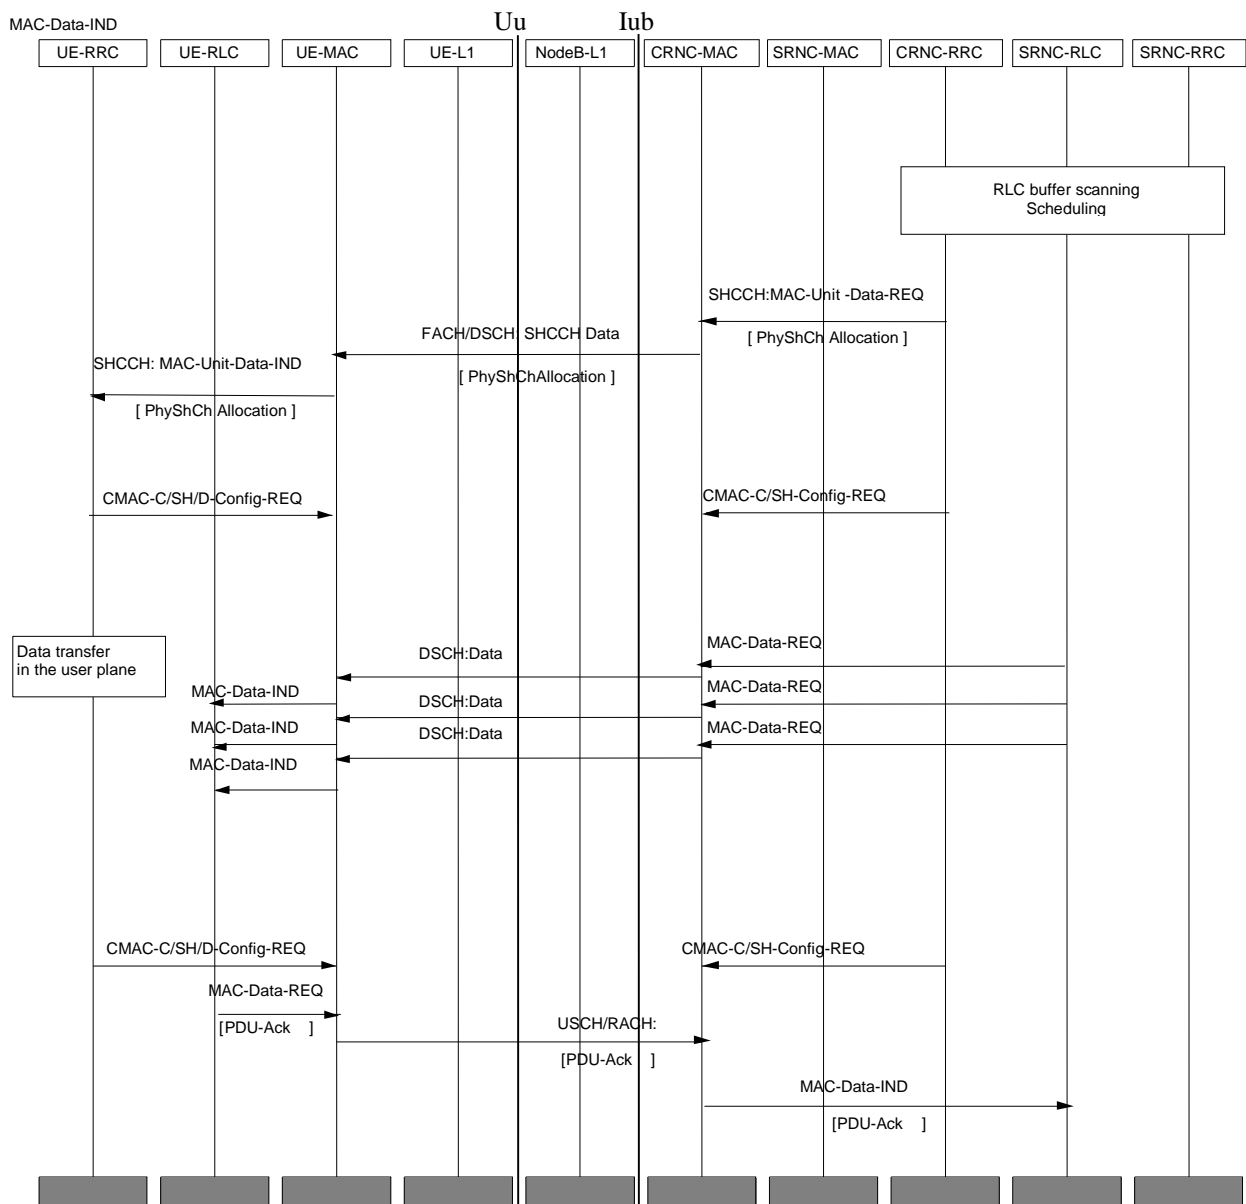 Uu Iub
MAC-Data-IND
UE-RRC UE-RLC UE-MAC UE-L1 NodeB-L1 CRNC-MAC SRNC-MAC CRNC-RRC SRNC-RLC SRNC-RRC
RLC buffer scanning
Scheduling
SHCCH:MAC-Unit -Data-REQ
[ PhyShCh Allocation ]
FACH/DSCH: SHCCH Data
[ PhyShChAllocation ]
SHCCH: MAC-Unit-Data-IND
[ PhyShCh Allocation ]
CMAC-C/SH/D-Config-REQ CMAC-C/SH-Config-REQ
Data transfer
in the user plane
MAC-Data-REQ
DSCH:Data
MAC-Data-IND
MAC-Data-REQ
DSCH:Data
MAC-Data-IND
MAC-Data-REQ
DSCH:Data
MAC-Data-IND
CMAC-C/SH/D-Config-REQ CMAC-C/SH-Config-REQ
MAC-Data-REQ
[PDU-Ack ]
USCH/RACH:
[PDU-Ack ]
MAC-Data-IND
[PDU-Ack ]